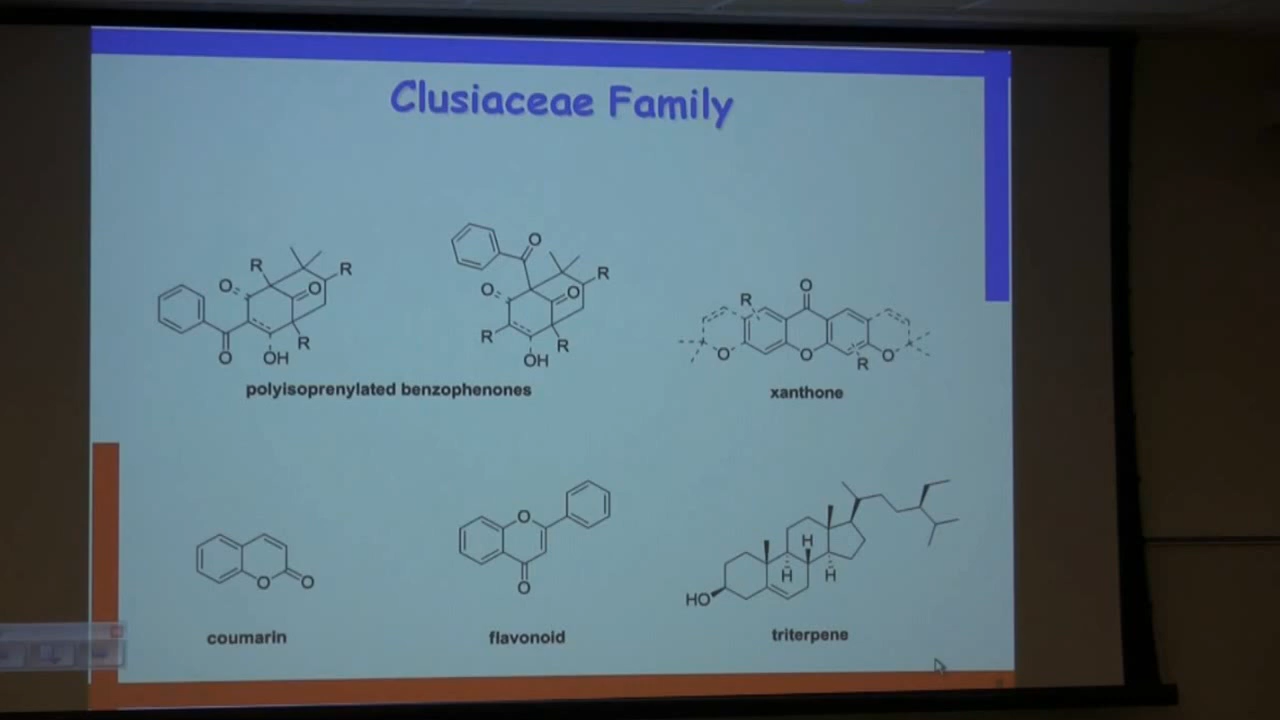 Clusiaceae Family
R
O
O
R
R
O
OH
O
O
O
R
R
R
OH
polyisoprenylated benzophenones
R
O
O
O
O
R
xanthone
O
O
coumarin
O
O
flavonoid
HO
H
H
H
triterpene